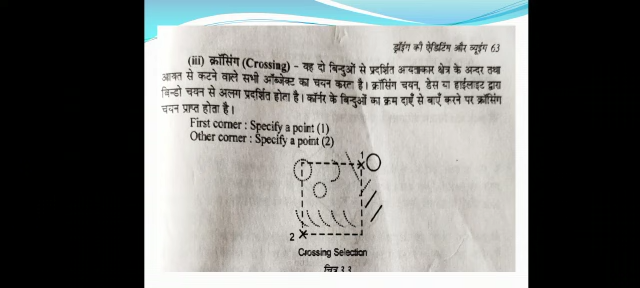 ड्रॉइंग की ऐडिटिंग और व्यूइंग 63
(iii) क्रॉसिंग (Crossing) - यह दो बिन्दुओं से प्रदर्शित आयताकार क्षेत्र के अन्दर तथा
आयत से कटने वाले सभी ऑब्जेक्ट का चयन करता है। क्रॉसिंग चयन, डैस या हाईलाइट द्वारा
विन्डो चयन से अलग प्रदर्शित होता है। कॉर्नर के बिन्दुओं का क्रम दाएँ से बाएँ करने पर क्रॉसिंग
चयन प्राप्त होता है।
First corner : Specify a point (1)
Other corner : Specify a point (2)
1
2
Crossing Selection
चित्र 3.3